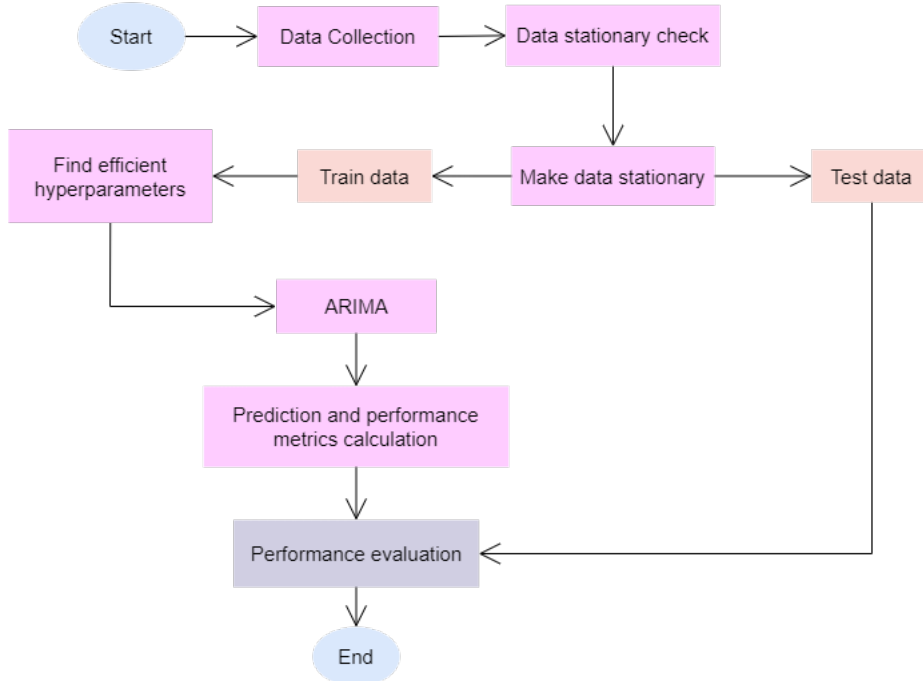 Start
Data Collection
Data stationary check
Find efficient
hyperparameters
Train data
Make data stationary
Test data
ARIMA
Prediction and performance
metrics calculation
Performance evaluation
End